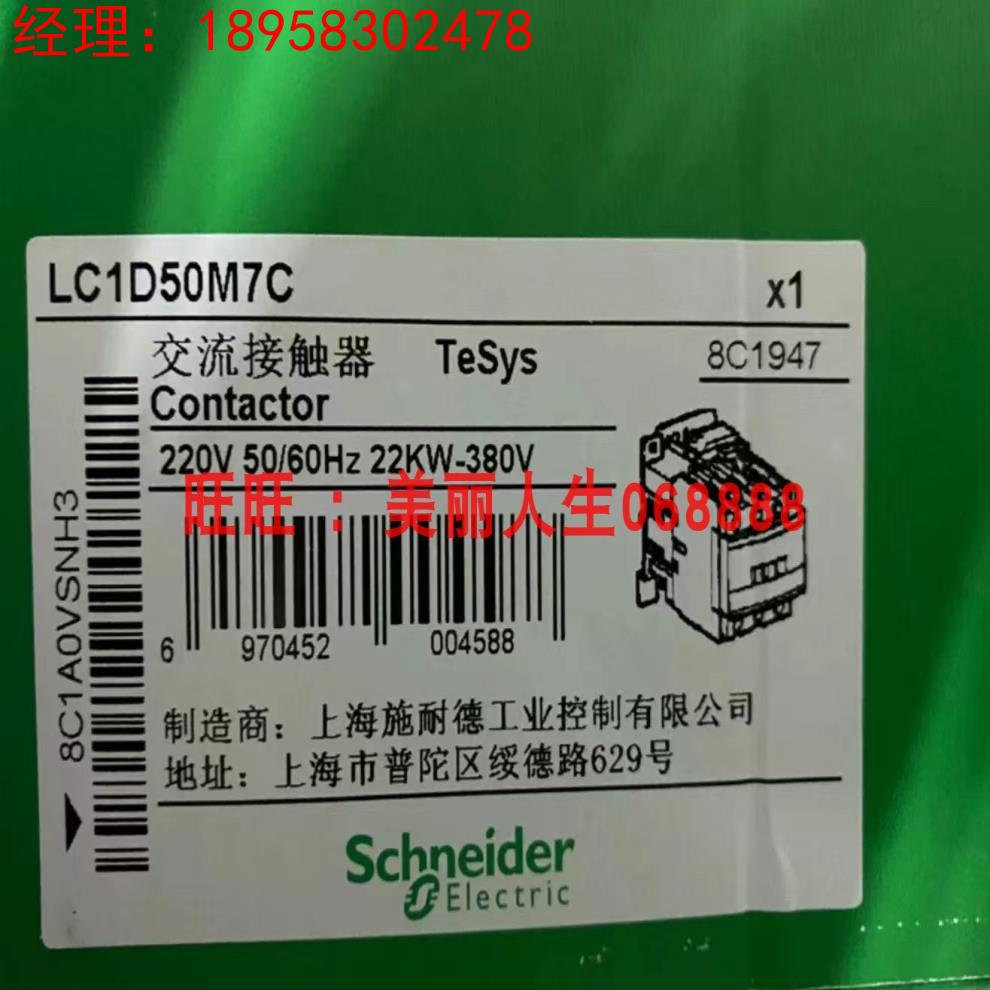 经理：18958302478
LC1D50M7C
x1
交流接触器 TeSys
8C1947
Contactor
220V 50/60Hz 22KW-380V
旺旺：美丽人生068888
8C1A0VSNH3
6 970452 004588
制造商：上海施耐德工业控制有限公司
地址：上海市普陀区绥德路629号
Schneider
Electric